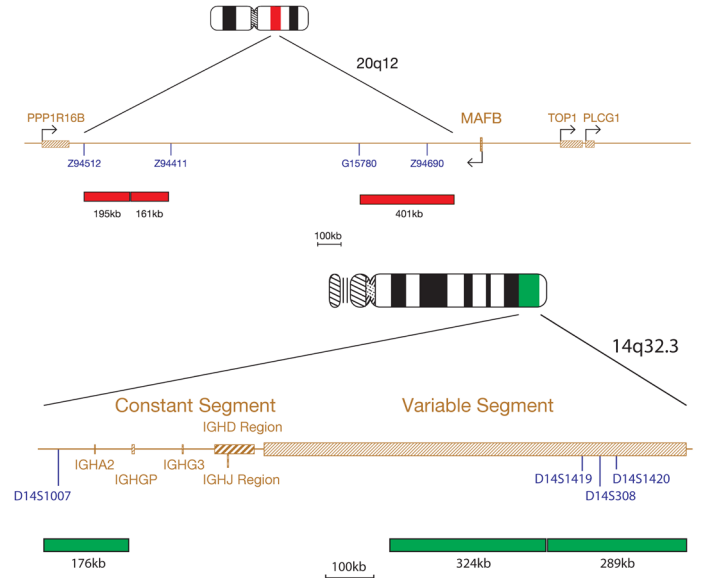 20q12
PPP1R16B
MAFB
TOP1 PLCG1
Z94512 Z94411 G15780 Z94690
195kb 161kb 401kb
100kb
14q32.3
Constant Segment Variable Segment
IGHD Region
IGHA2 IGHG3
IGHGP IGHJ Region
D14S1007
D14S1419 D14S1420
D14S308
176kb 324kb 289kb
100kb